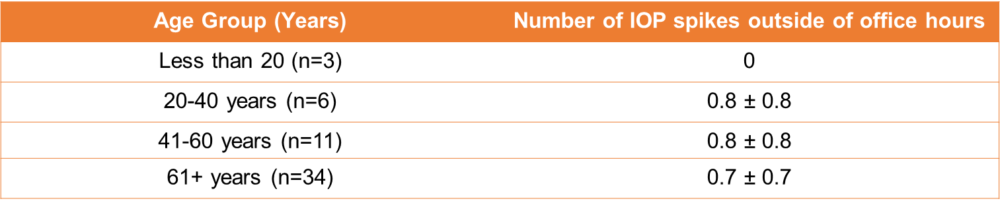 Age Group (Years) Number of IOP spikes outside of office hours
Less than 20 (n=3) 0
20-40 years (n=6) 0.8 ± 0.8
41-60 years (n=11) 0.8 ± 0.8
61+ years (n=34) 0.7 ± 0.7